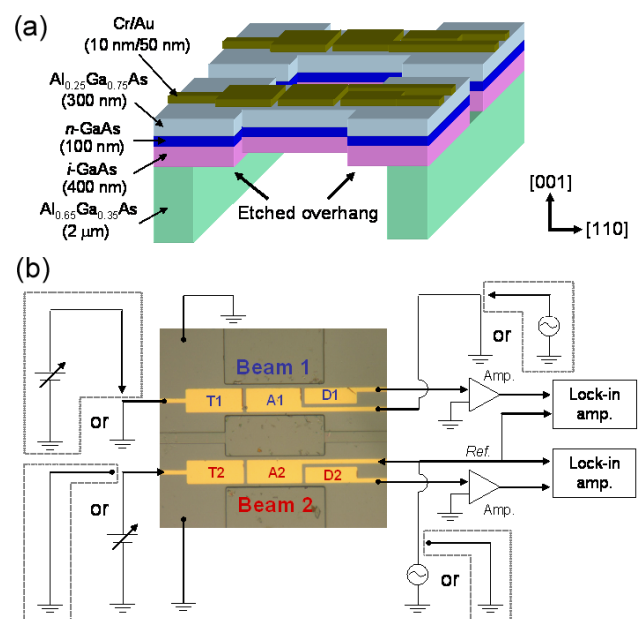 (a)
Cr/Au
(10 nm/50 nm)
Al0.25Ga0.75As
(300 nm)
n-GaAs
(100 nm)
i-GaAs
(400 nm)
Al0.65Ga0.35As
(2 μm)
Etched overhang
[001]
[110]
(b)
or
Beam 1
T1 A1 D1
or
Amp.
Lock-in
amp.
Ref.
or
T2 A2 D2
Beam 2
Amp.
Lock-in
amp.
or